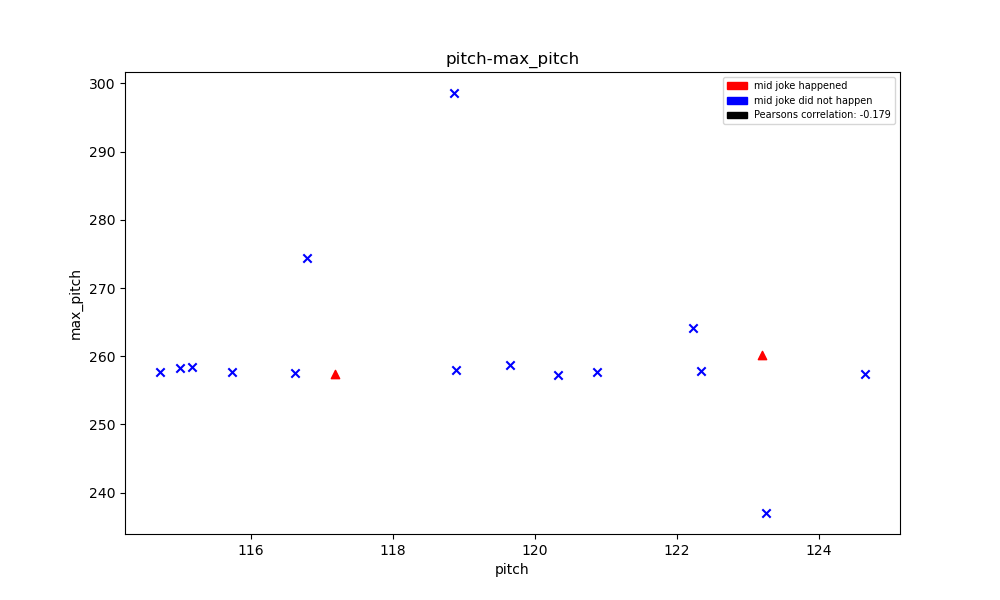 pitch-max_pitch
mid joke happened
mid joke did not happen
Pearsons correlation: -0.179
300
290
280
270
260
250
240
max_pitch
116
118
120
122
124
pitch